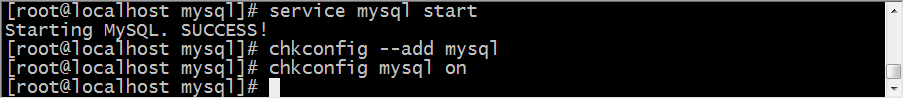 [root@localhost mysql]# service mysql start
Starting MySQL. SUCCESS!
[root@localhost mysql]# chkconfig --add mysql
[root@localhost mysql]# chkconfig mysql on
[root@localhost mysql]#